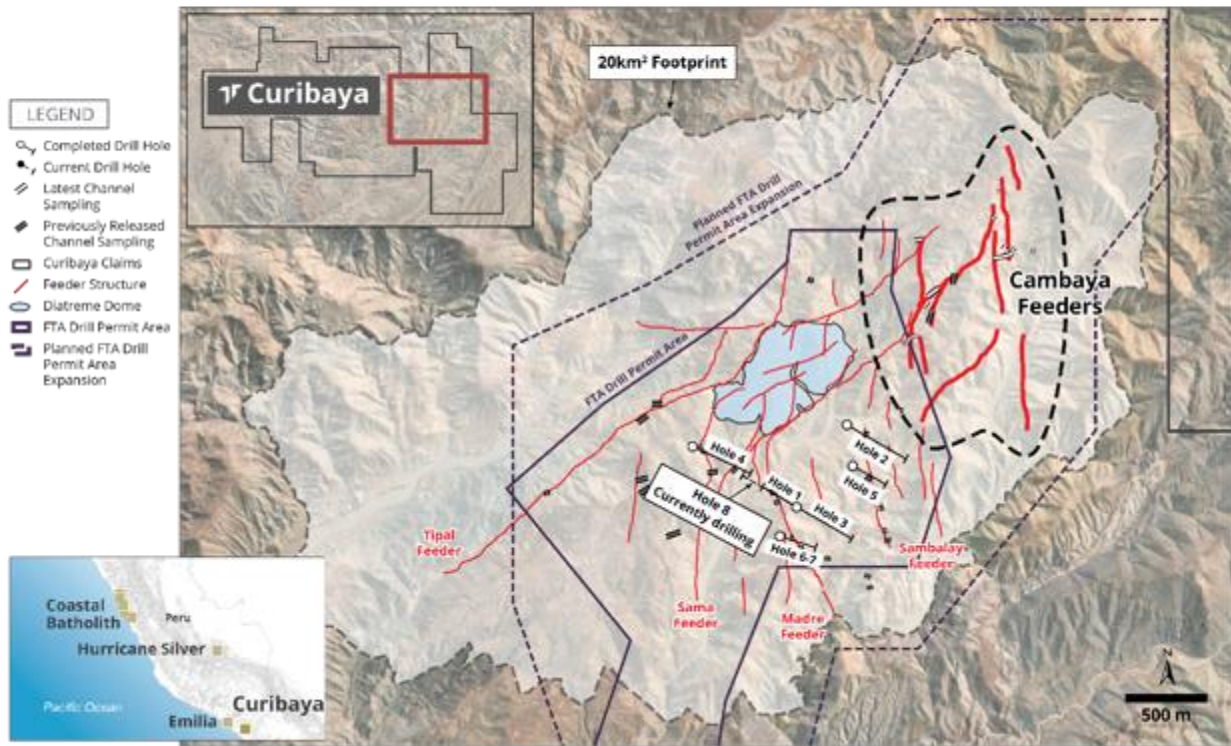 20km² Footprint
Curibaya
LEGEND
Completed Drill Hole
Current Drill Hole
Latest Channel
Sampling
Previously Released
Channel Sampling
Curibaya Claims
Feeder Structure
Diatreme Dome
FTA Drill Permit Area
Planned FTA Drill
Permit Area
Expansion
Planned FTA Drill
Permit Area Expansion
Cambaya
Feeders
FTA Drill Permit Area
Hole 4
Hole 2
Hole 5
Hole 1
Hole 8
Currently drilling
Hole 3
Hole 6-7
Tipal
Feeder
Sambalay
Feeder
Sama
Feeder
Madre
Feeder
Coastal
Batholith
Peru
Hurricane Silver
Curibaya
Pacific Ocean
Emilia
N
500 m